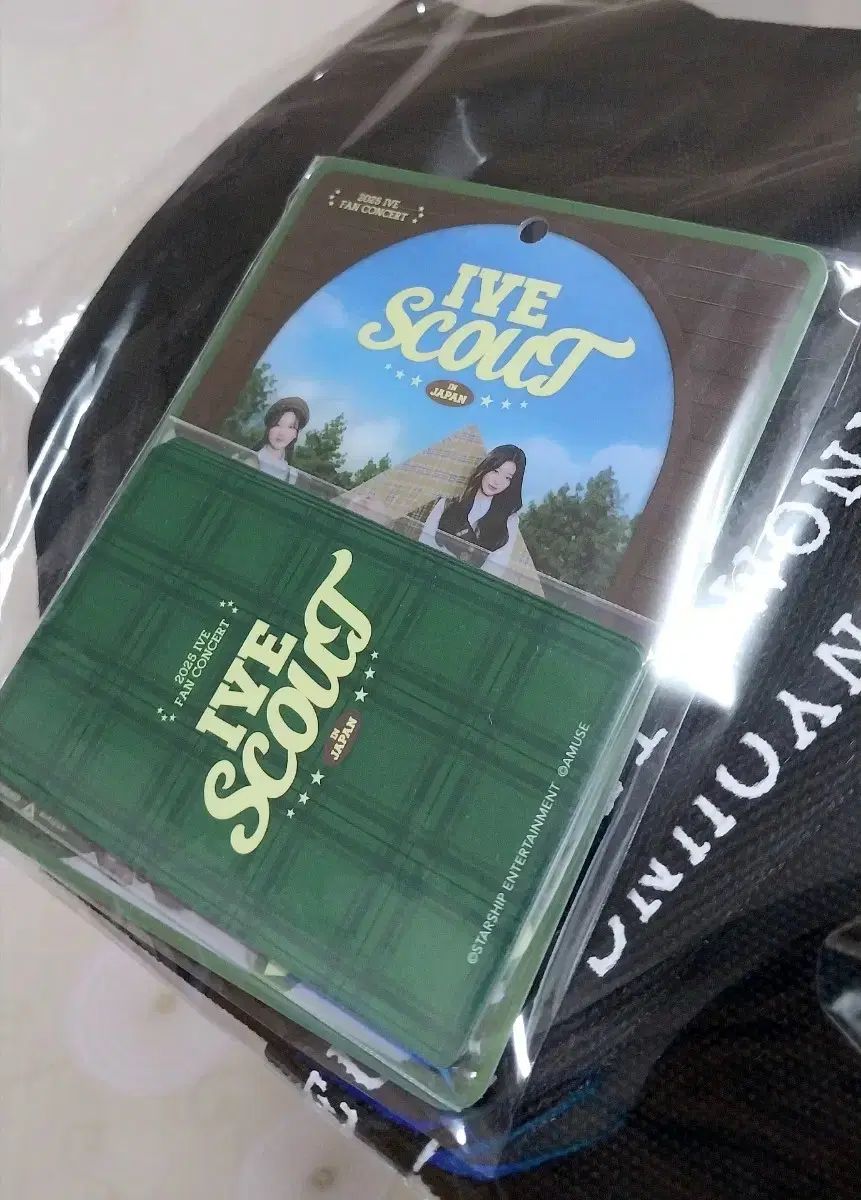 2025 IVE
FAN CONCERT
IVE
SCOUT
IN
JAPAN
2025 IVE
FAN CONCERT
IVE
SCOUT
IN
JAPAN
©STARSHIP ENTERTAINMENT ©AMUSE